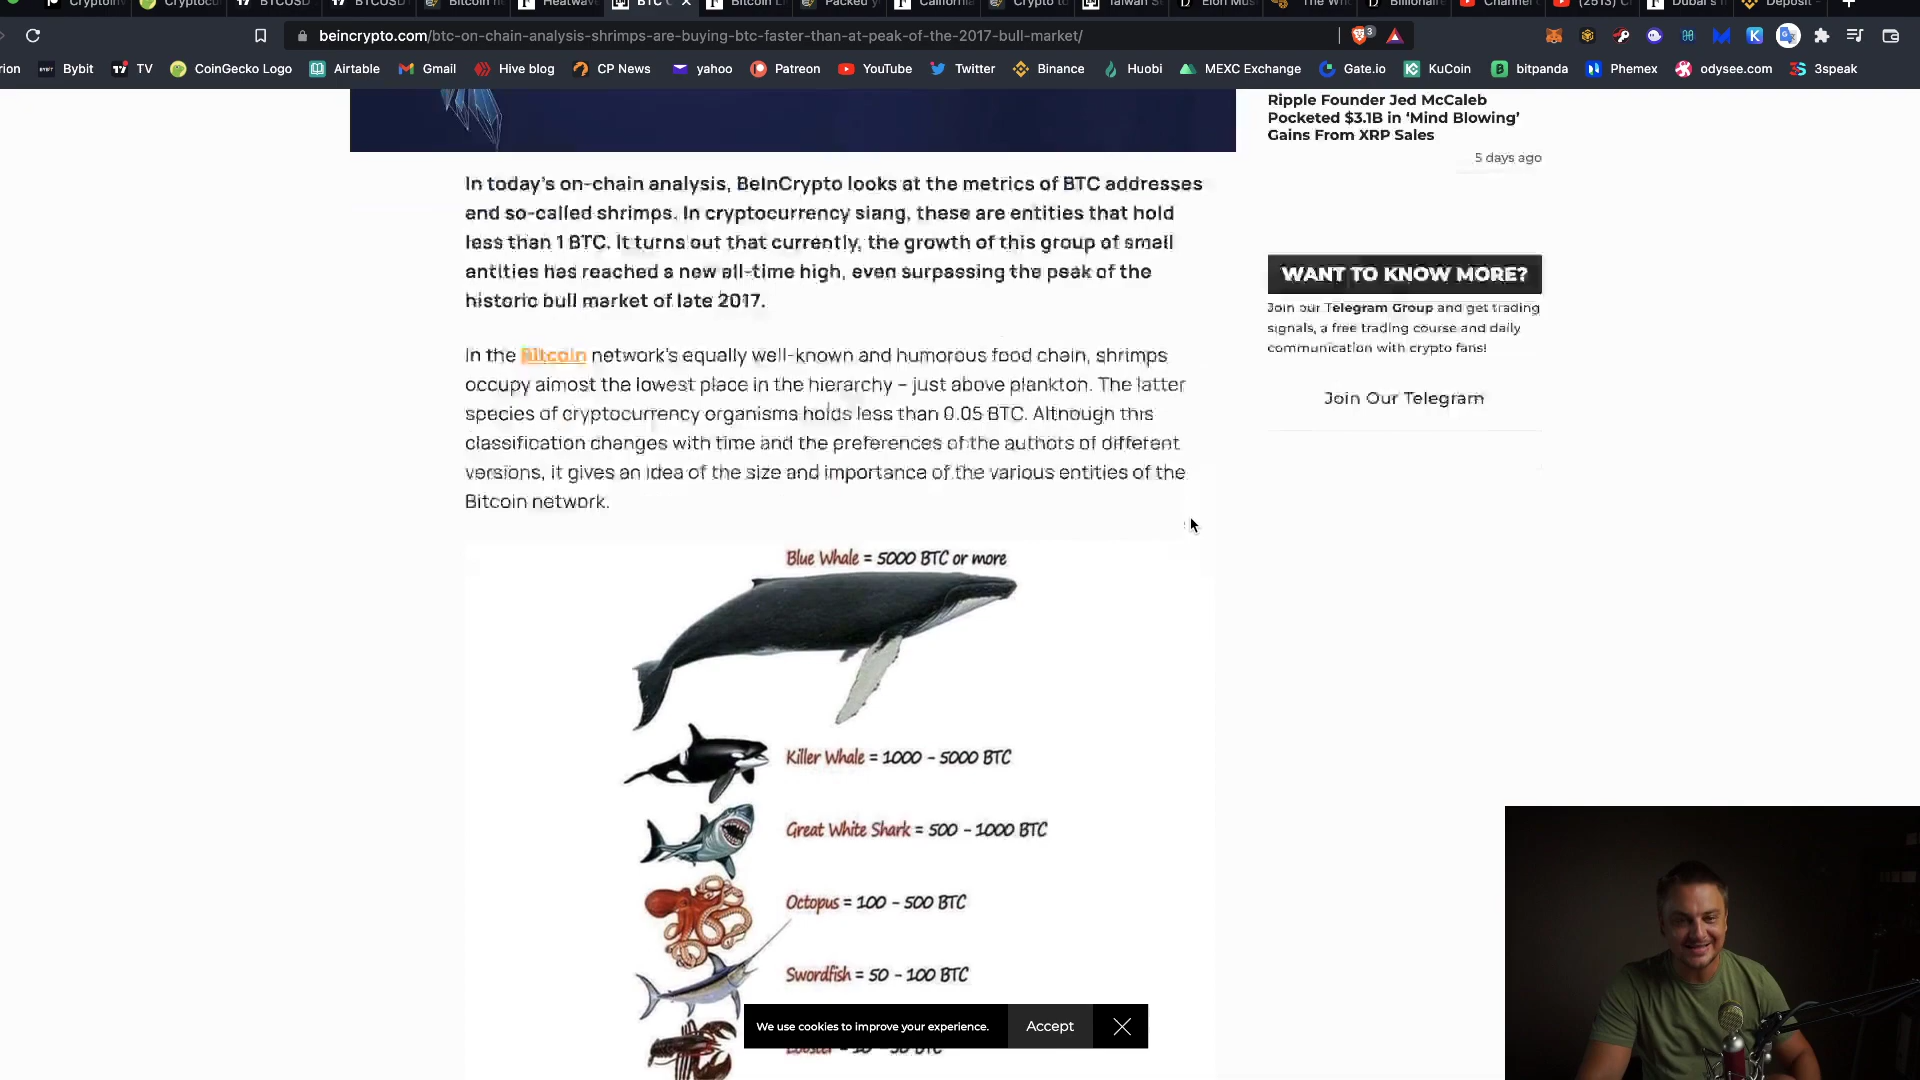 CryptoInv
Cryptocu
BTCUSD
BTCUSD
Bitcoin ne
Heatwave
BTC
Bitcoin L
Packed y
California
Crypto to
Taiwan S
Elon Mus
The Wh
Billionaire
Channel c
(2513) C
Dubai's
Deposit
beincrypto.com/btc-on-chain-analysis-shrimps-are-buying-btc-faster-than-at-peak-of-the-2017-bull-market/
3
rion
Bybit
TV
CoinGecko Logo
Airtable
Gmail
Hive blog
CP News
yahoo
Patreon
YouTube
Twitter
Binance
Huobi
MEXC Exchange
Gate.io
KuCoin
bitpanda
Phemex
odysee.com
3speak
In today's on-chain analysis, BeInCrypto looks at the metrics of BTC addresses
and so-called shrimps. In cryptocurrency slang, these are entities that hold
less than 1 BTC. It turns out that currently, the growth of this group of small
entities has reached a new all-time high, even surpassing the peak of the
historic bull market of late 2017.
In the Bitcoin network's equally well-known and humorous food chain, shrimps
occupy almost the lowest place in the hierarchy – just above plankton. The latter
species of cryptocurrency organisms holds less than 0.05 BTC. Although this
classification changes with time and the preferences of the authors of different
versions, it gives an idea of the size and importance of the various entities of the
Bitcoin network.
Blue Whale = 5000 BTC or more
Killer Whale = 1000 - 5000 BTC
Great White Shark = 500 - 1000 BTC
Octopus = 100 - 500 BTC
Swordfish = 50 - 100 BTC
Lobster = 10 - 50 BTC
We use cookies to improve your experience.
Accept
Ripple Founder Jed McCaleb
Pocketed $3.1B in ‘Mind Blowing’
Gains From XRP Sales
5 days ago
WANT TO KNOW MORE?
Join our Telegram Group and get trading
signals, a free trading course and daily
communication with crypto fans!
Join Our Telegram